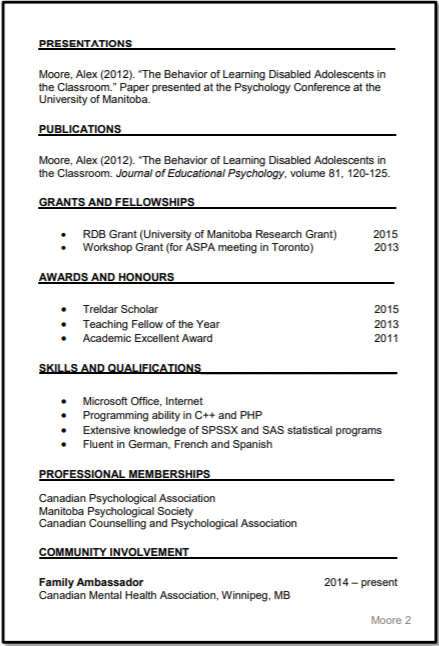 PRESENTATIONS
Moore, Alex (2012). “The Behavior of Learning Disabled Adolescents in
the Classroom.” Paper presented at the Psychology Conference at the
University of Manitoba.
PUBLICATIONS
Moore, Alex (2012). “The Behavior of Learning Disabled Adolescents in
the Classroom. Journal of Educational Psychology, volume 81, 120-125.
GRANTS AND FELLOWSHIPS
• RDB Grant (University of Manitoba Research Grant) 2015
• Workshop Grant (for ASPA meeting in Toronto) 2013
AWARDS AND HONOURS
• Treldar Scholar 2015
• Teaching Fellow of the Year 2013
• Academic Excellent Award 2011
SKILLS AND QUALIFICATIONS
• Microsoft Office, Internet
• Programming ability in C++ and PHP
• Extensive knowledge of SPSSX and SAS statistical programs
• Fluent in German, French and Spanish
PROFESSIONAL MEMBERSHIPS
Canadian Psychological Association
Manitoba Psychological Society
Canadian Counselling and Psychological Association
COMMUNITY INVOLVEMENT
Family Ambassador 2014 – present
Canadian Mental Health Association, Winnipeg, MB
Moore 2